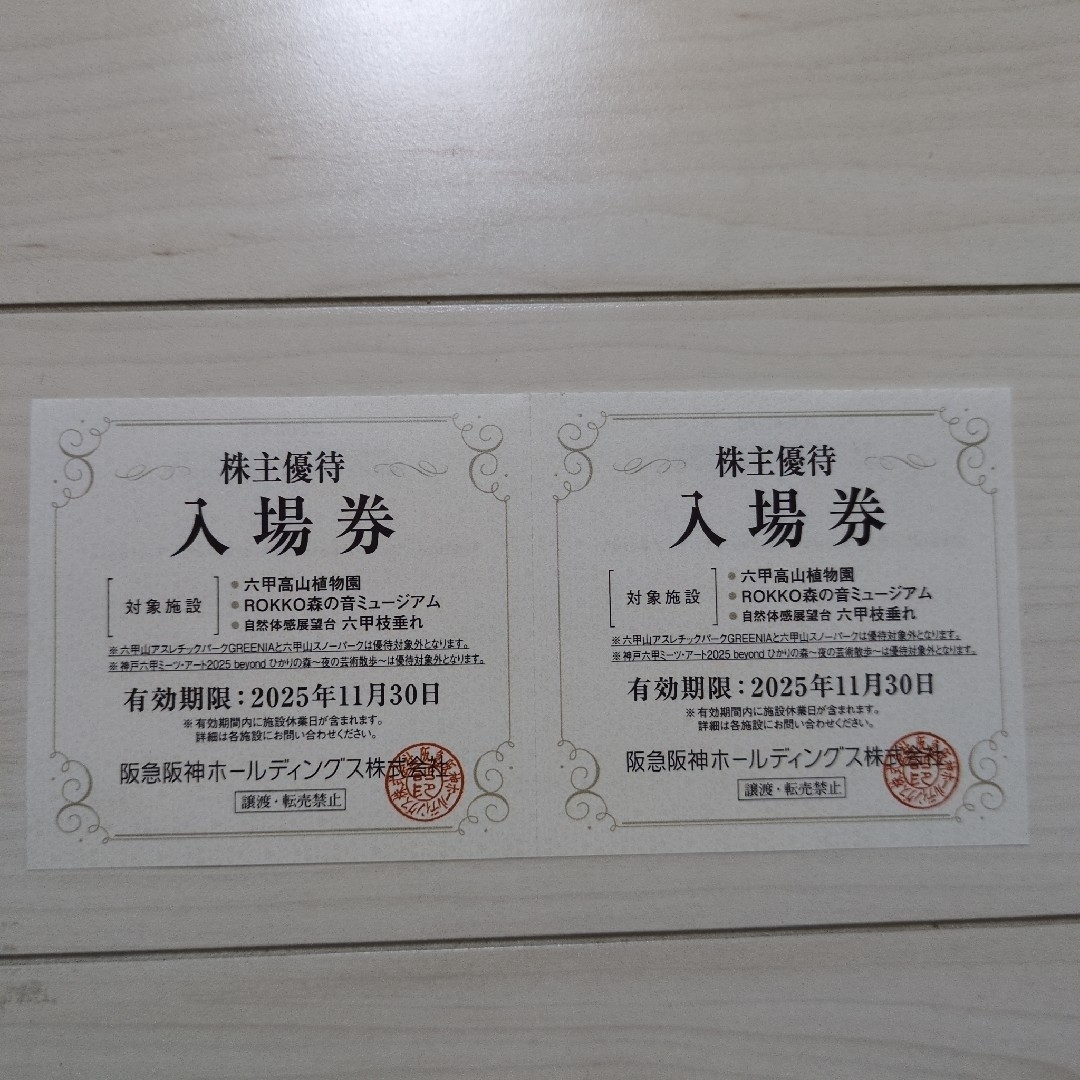 株主優待
入場券
対象施設
• 六甲高山植物園
• ROKKO森の音ミュージアム
• 自然体感展望台 六甲枝垂れ
※六甲山アスレチックパークGREENIAと六甲山スノーパークは優待対象外となります。
※神戸六甲ミーツ・アート2025 beyond ひかりの森〜夜の芸術散歩〜は優待対象外となります。
有効期限：2025年11月30日
※有効期間内に施設休業日が含まれます。
詳細は各施設にお問い合わせください。
阪急阪神ホールディングス株式会社
譲渡・転売禁止
株主優待
入場券
対象施設
• 六甲高山植物園
• ROKKO森の音ミュージアム
• 自然体感展望台 六甲枝垂れ
※六甲山アスレチックパークGREENIAと六甲山スノーパークは優待対象外となります。
※神戸六甲ミーツ・アート2025 beyond ひかりの森〜夜の芸術散歩〜は優待対象外となります。
有効期限：2025年11月30日
※有効期間内に施設休業日が含まれます。
詳細は各施設にお問い合わせください。
阪急阪神ホールディングス株式会社
譲渡・転売禁止